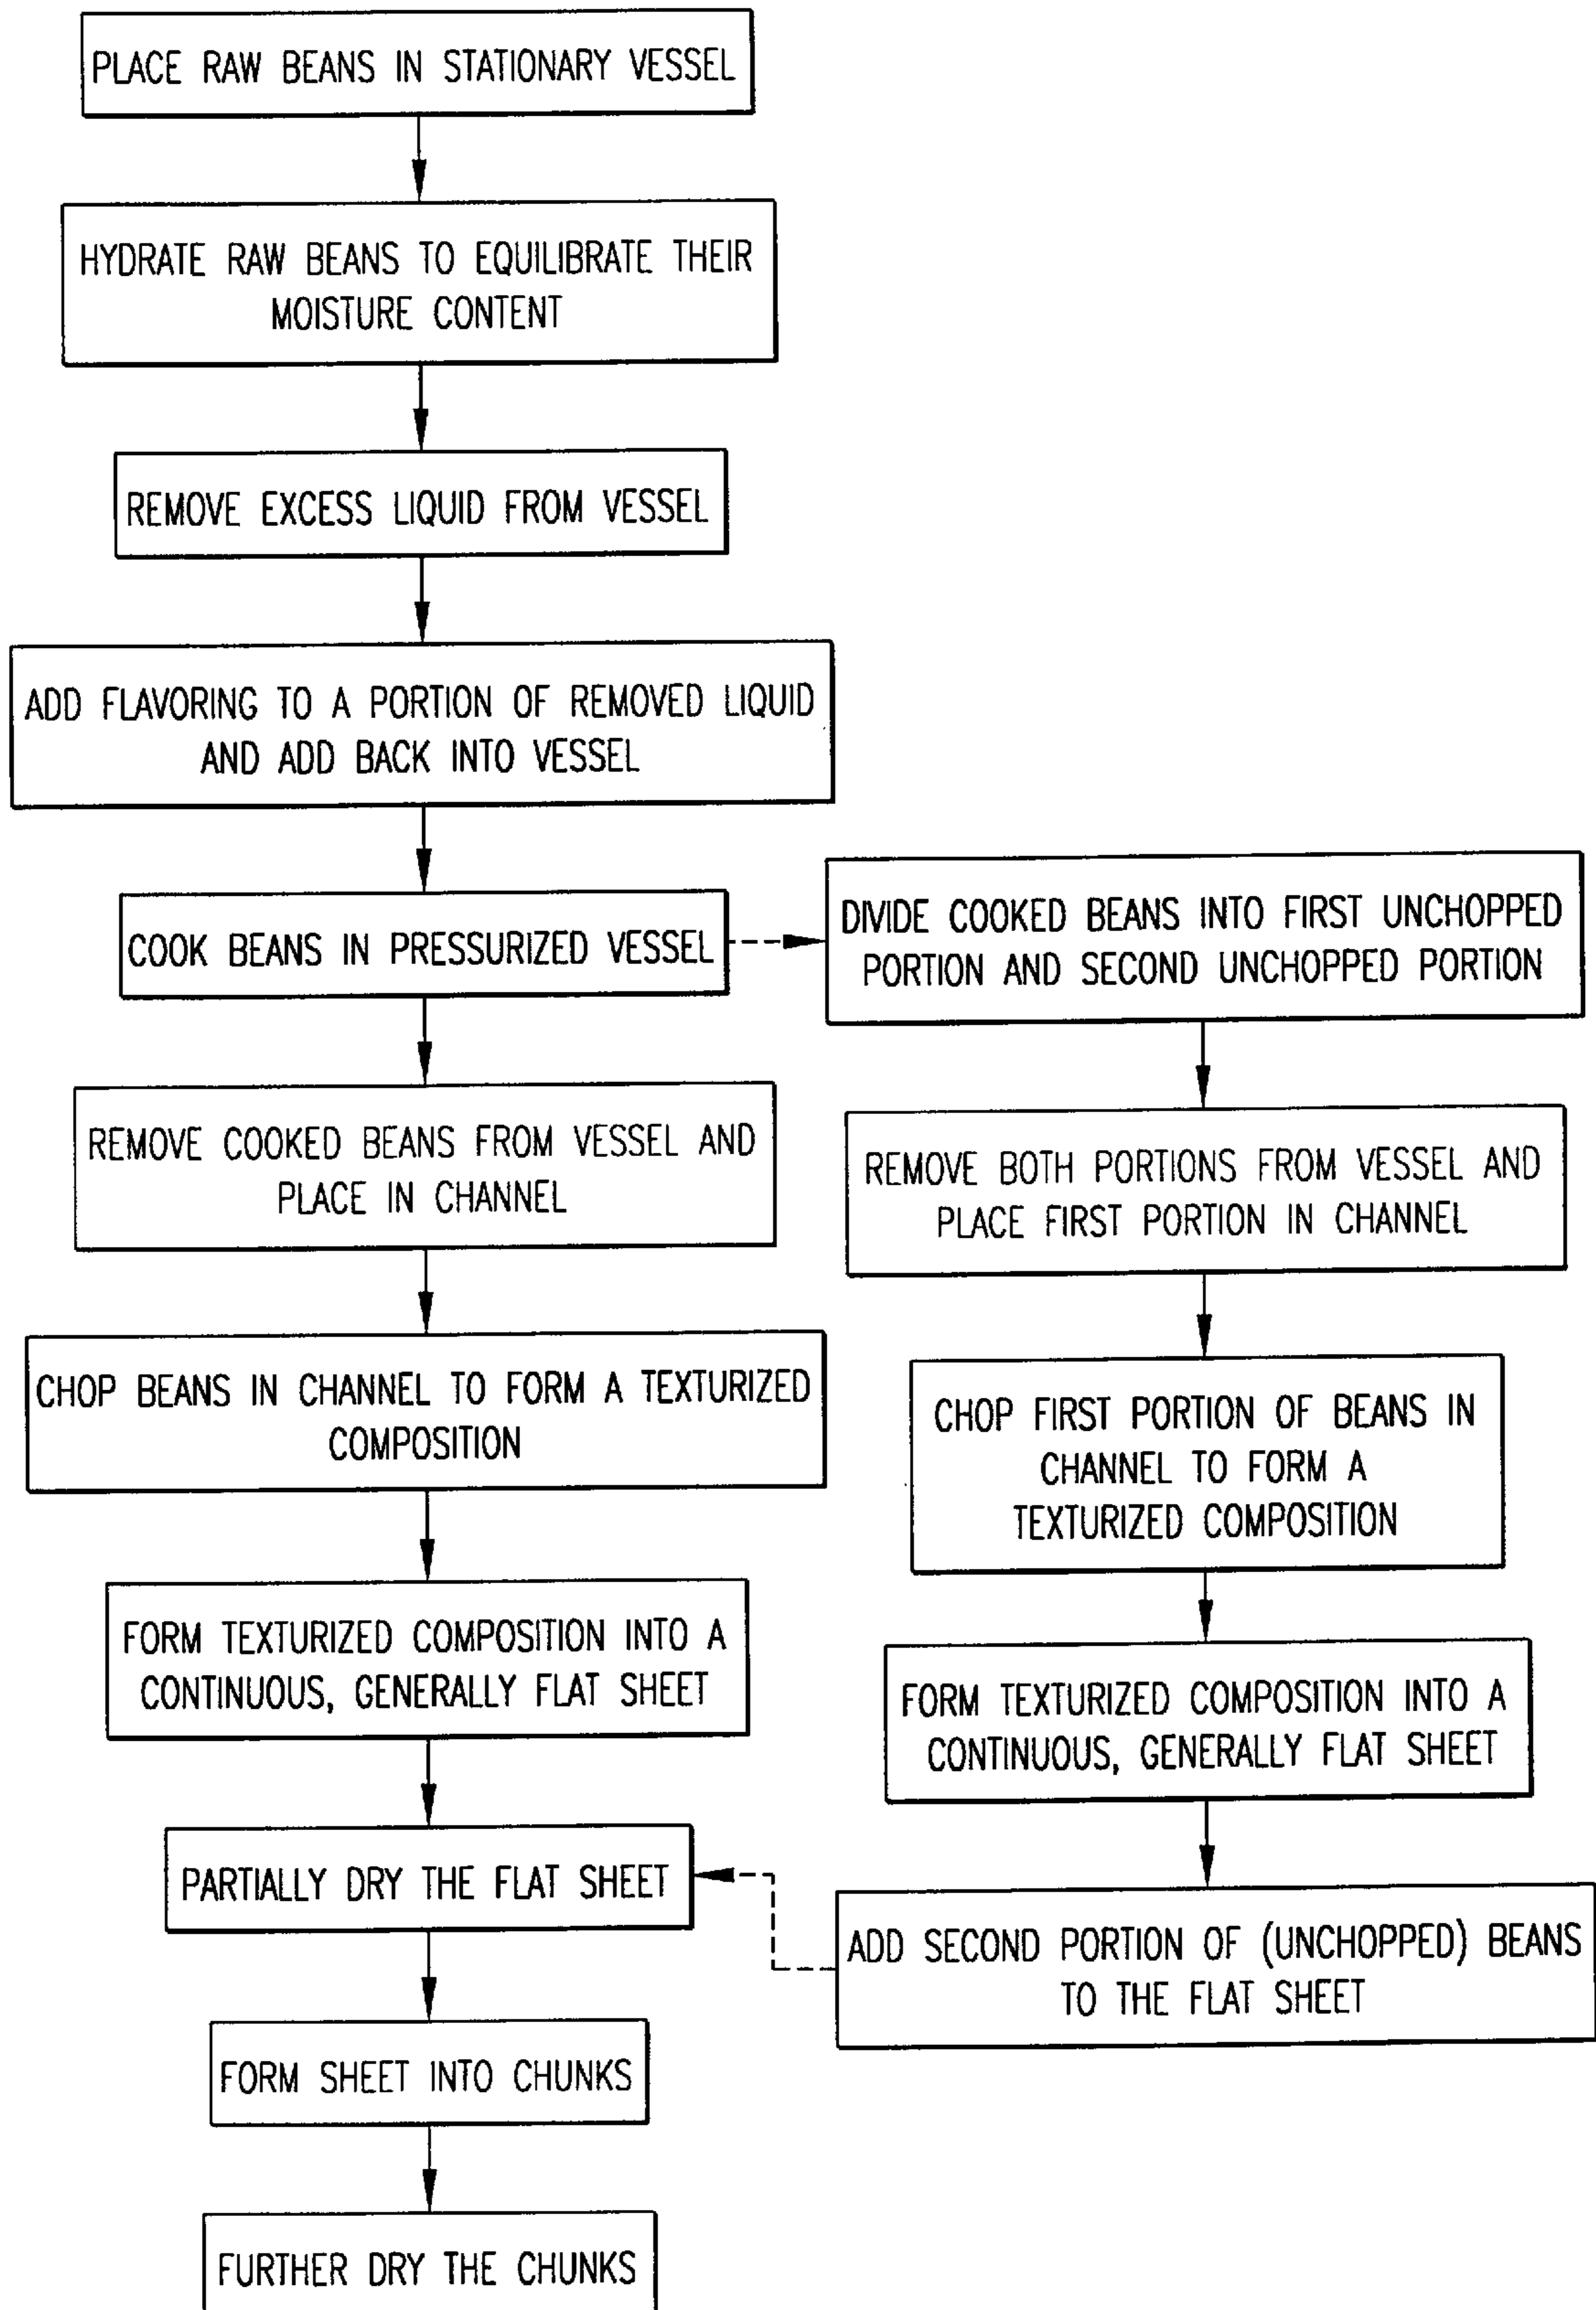 PLACE RAW BEANS IN STATIONARY VESSEL
HYDRATE RAW BEANS TO EQUILIBRATE THEIR
MOISTURE CONTENT
REMOVE EXCESS LIQUID FROM VESSEL
ADD FLAVORING TO A PORTION OF REMOVED LIQUID
AND ADD BACK INTO VESSEL
COOK BEANS IN PRESSURIZED VESSEL
REMOVE COOKED BEANS FROM VESSEL AND
PLACE IN CHANNEL
CHOP BEANS IN CHANNEL TO FORM A TEXTURIZED
COMPOSITION
FORM TEXTURIZED COMPOSITION INTO A
CONTINUOUS, GENERALLY FLAT SHEET
PARTIALLY DRY THE FLAT SHEET
FORM SHEET INTO CHUNKS
FURTHER DRY THE CHUNKS
DIVIDE COOKED BEANS INTO FIRST UNCHOPPED
PORTION AND SECOND UNCHOPPED PORTION
REMOVE BOTH PORTIONS FROM VESSEL AND
PLACE FIRST PORTION IN CHANNEL
CHOP FIRST PORTION OF BEANS IN
CHANNEL TO FORM A
TEXTURIZED COMPOSITION
FORM TEXTURIZED COMPOSITION INTO A
CONTINUOUS, GENERALLY FLAT SHEET
ADD SECOND PORTION OF (UNCHOPPED) BEANS
TO THE FLAT SHEET